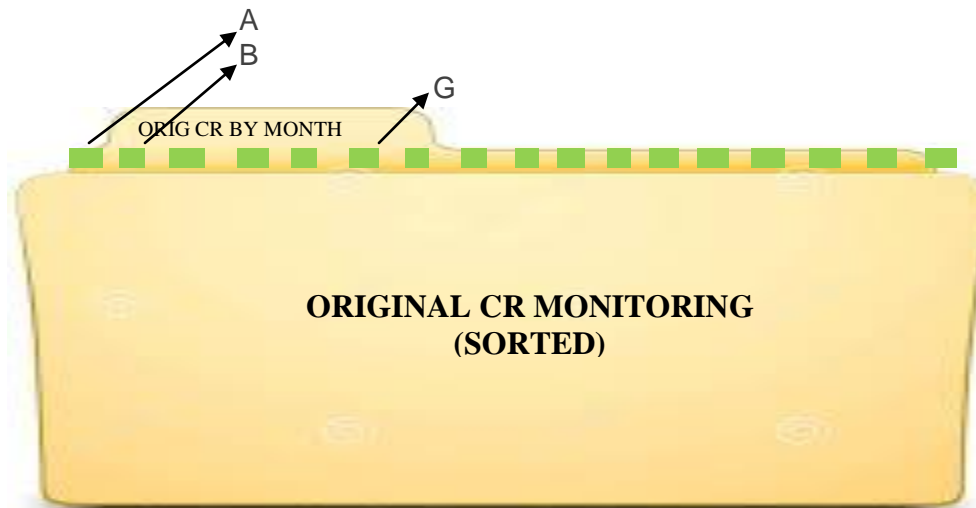 A
B
G
ORIG CR BY MONTH
ORIGINAL CR MONITORING
(SORTED)